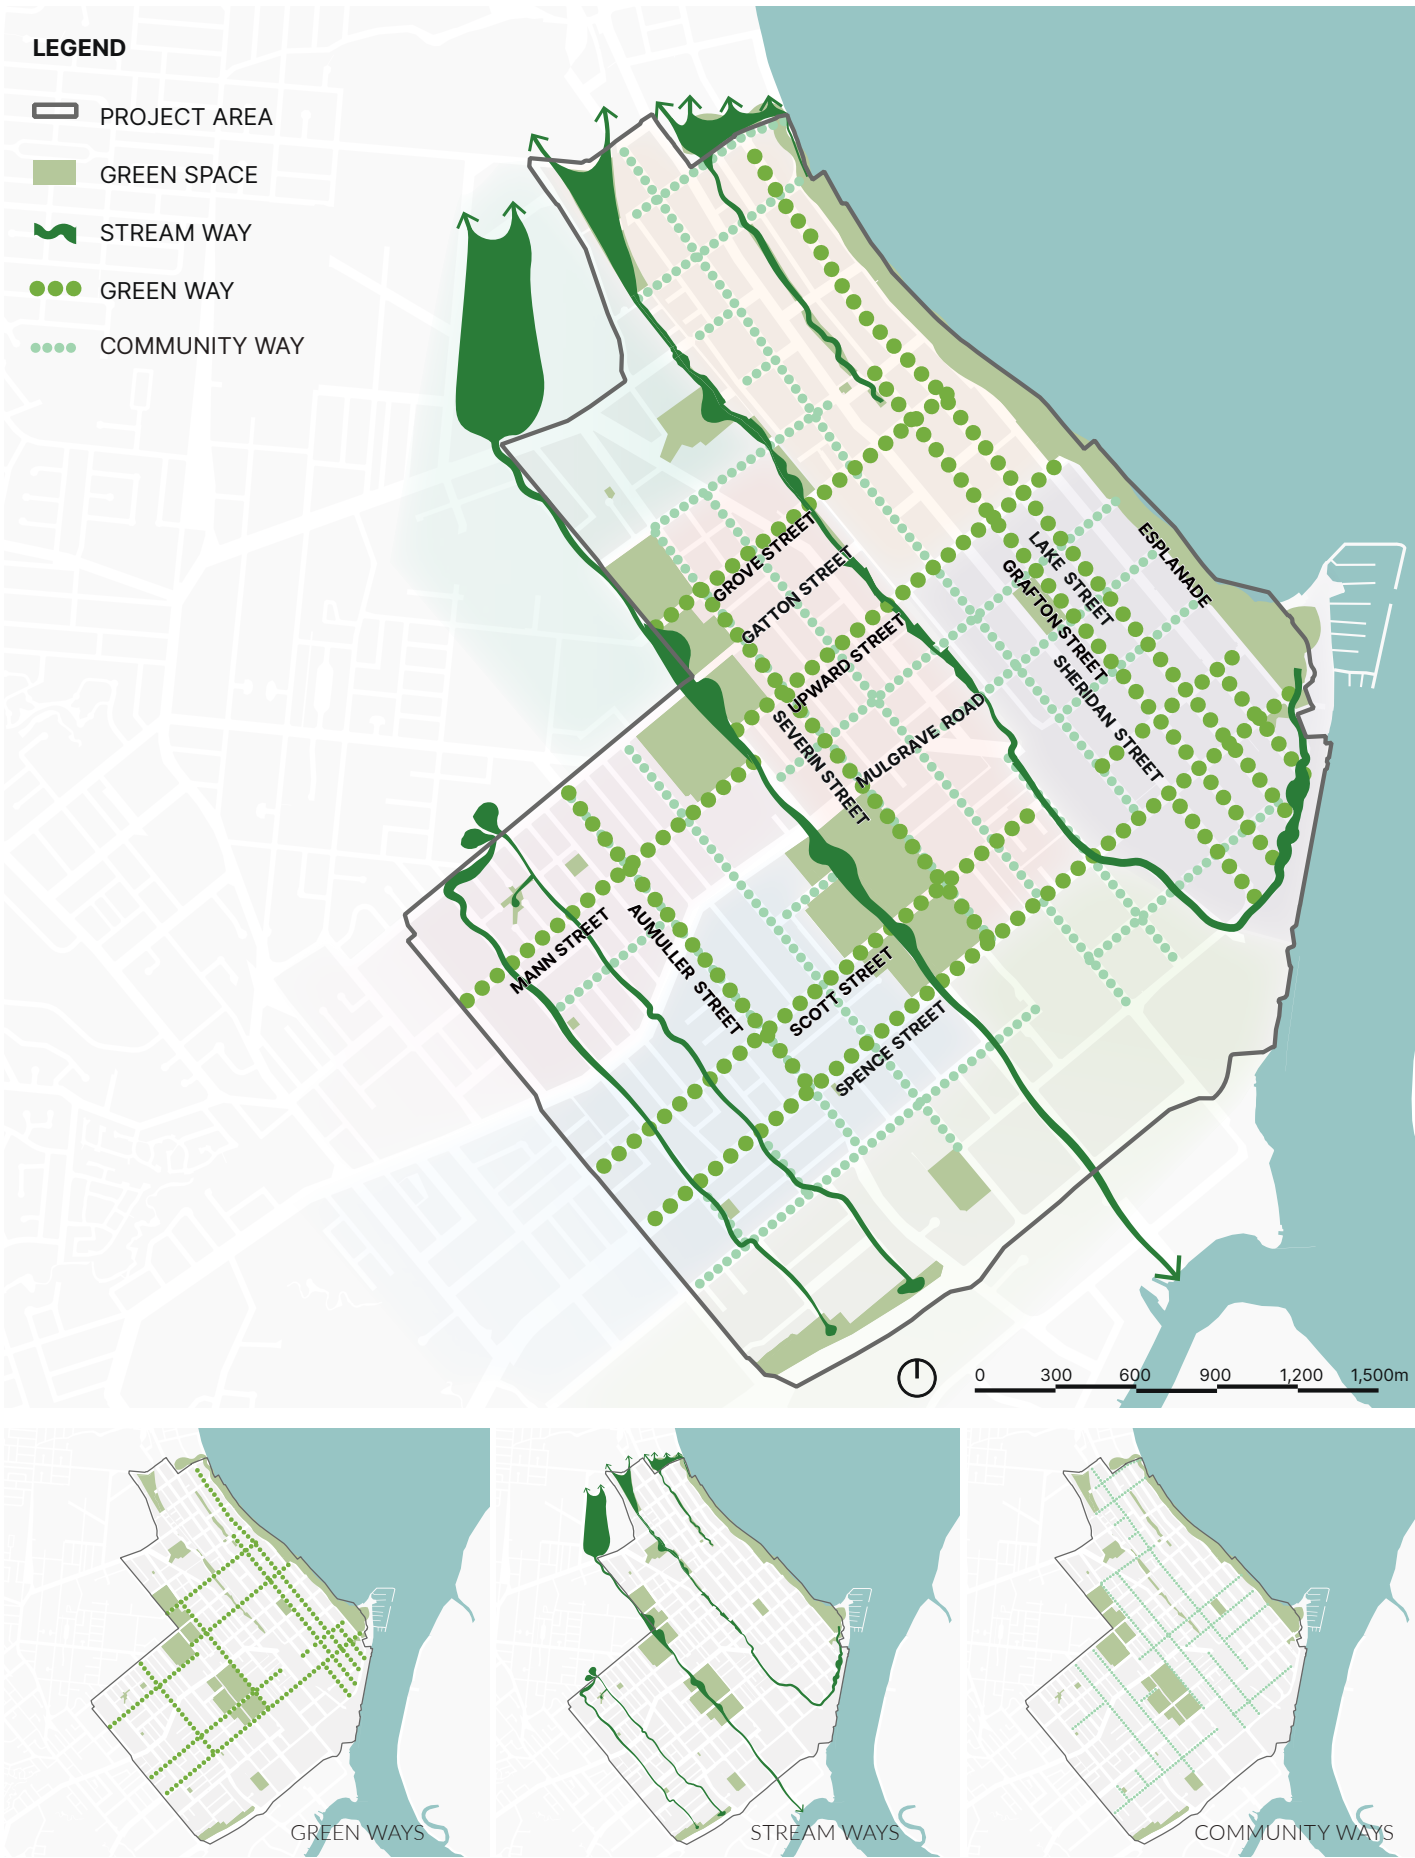 LEGEND
PROJECT AREA
GREEN SPACE
STREAM WAY
GREEN WAY
COMMUNITY WAY
GROVE STREET
GATTON STREET
UPWARD STREET
MULGRAVE ROAD
SEVERIN STREET
LAKE STREET
GRAFTON STREET
SHERIDAN STREET
ESPLANADE
MANN STREET
AUMULLER STREET
SCOTT STREET
SPENCE STREET
0 300 600 900 1,200 1,500m
GREEN WAYS
STREAM WAYS
COMMUNITY WAYS